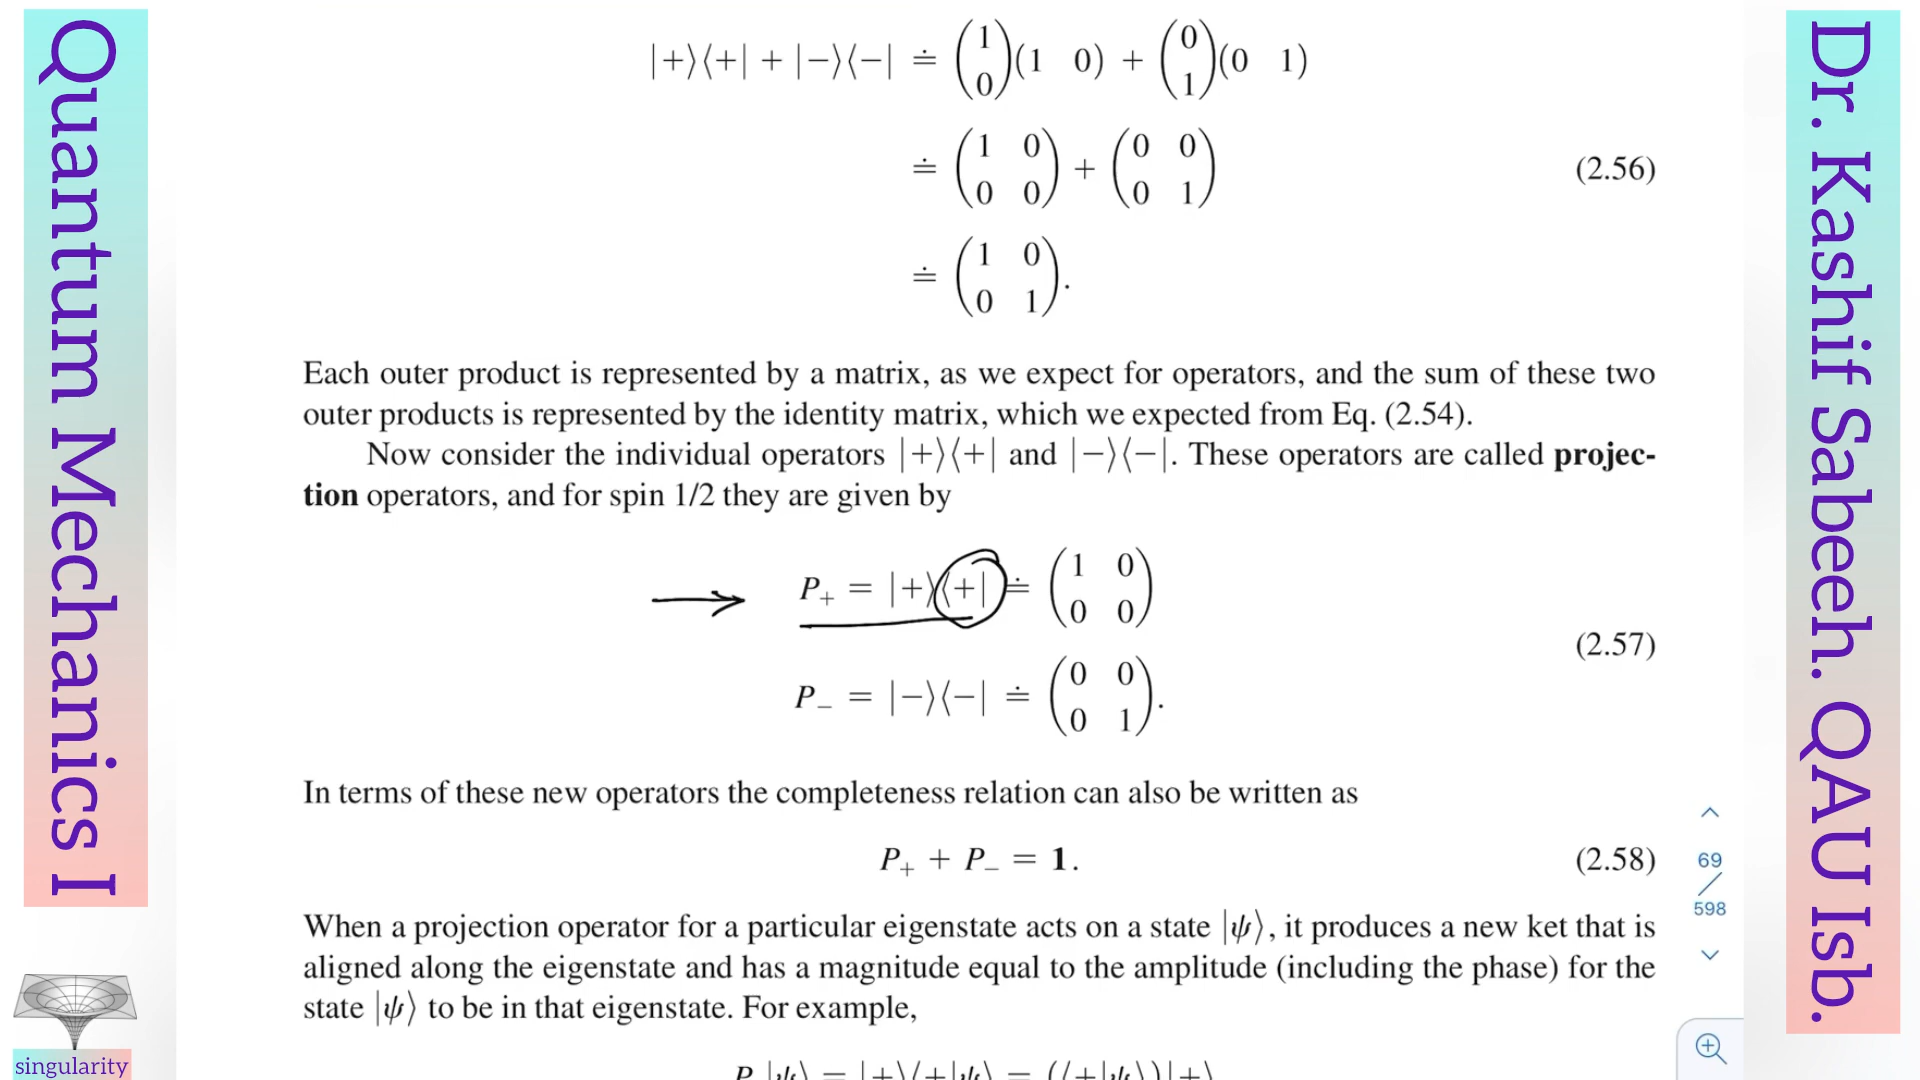 Quantum Mechanics I
|+⟩⟨+| + |−⟩⟨−| ≐ (1 0)(1 0) + (0 1)(0 1)
≐ (1 0 0 0) + (0 0 0 1) (2.56)
≐ (1 0 0 1).
Each outer product is represented by a matrix, as we expect for operators, and the sum of these two
outer products is represented by the identity matrix, which we expected from Eq. (2.54).
Now consider the individual operators |+⟩⟨+| and |−⟩⟨−|. These operators are called projec-
tion operators, and for spin 1/2 they are given by
P₊ = |+⟩⟨+| ≐ (1 0 0 0)
(2.57)
P₋ = |−⟩⟨−| ≐ (0 0 0 1).
In terms of these new operators the completeness relation can also be written as
P₊ + P₋ = 1. (2.58)
When a projection operator for a particular eigenstate acts on a state |ψ⟩, it produces a new ket that is
aligned along the eigenstate and has a magnitude equal to the amplitude (including the phase) for the
state |ψ⟩ to be in that eigenstate. For example,
69
598
singularity
Dr. Kashif Sabeeh. QAU Isb.